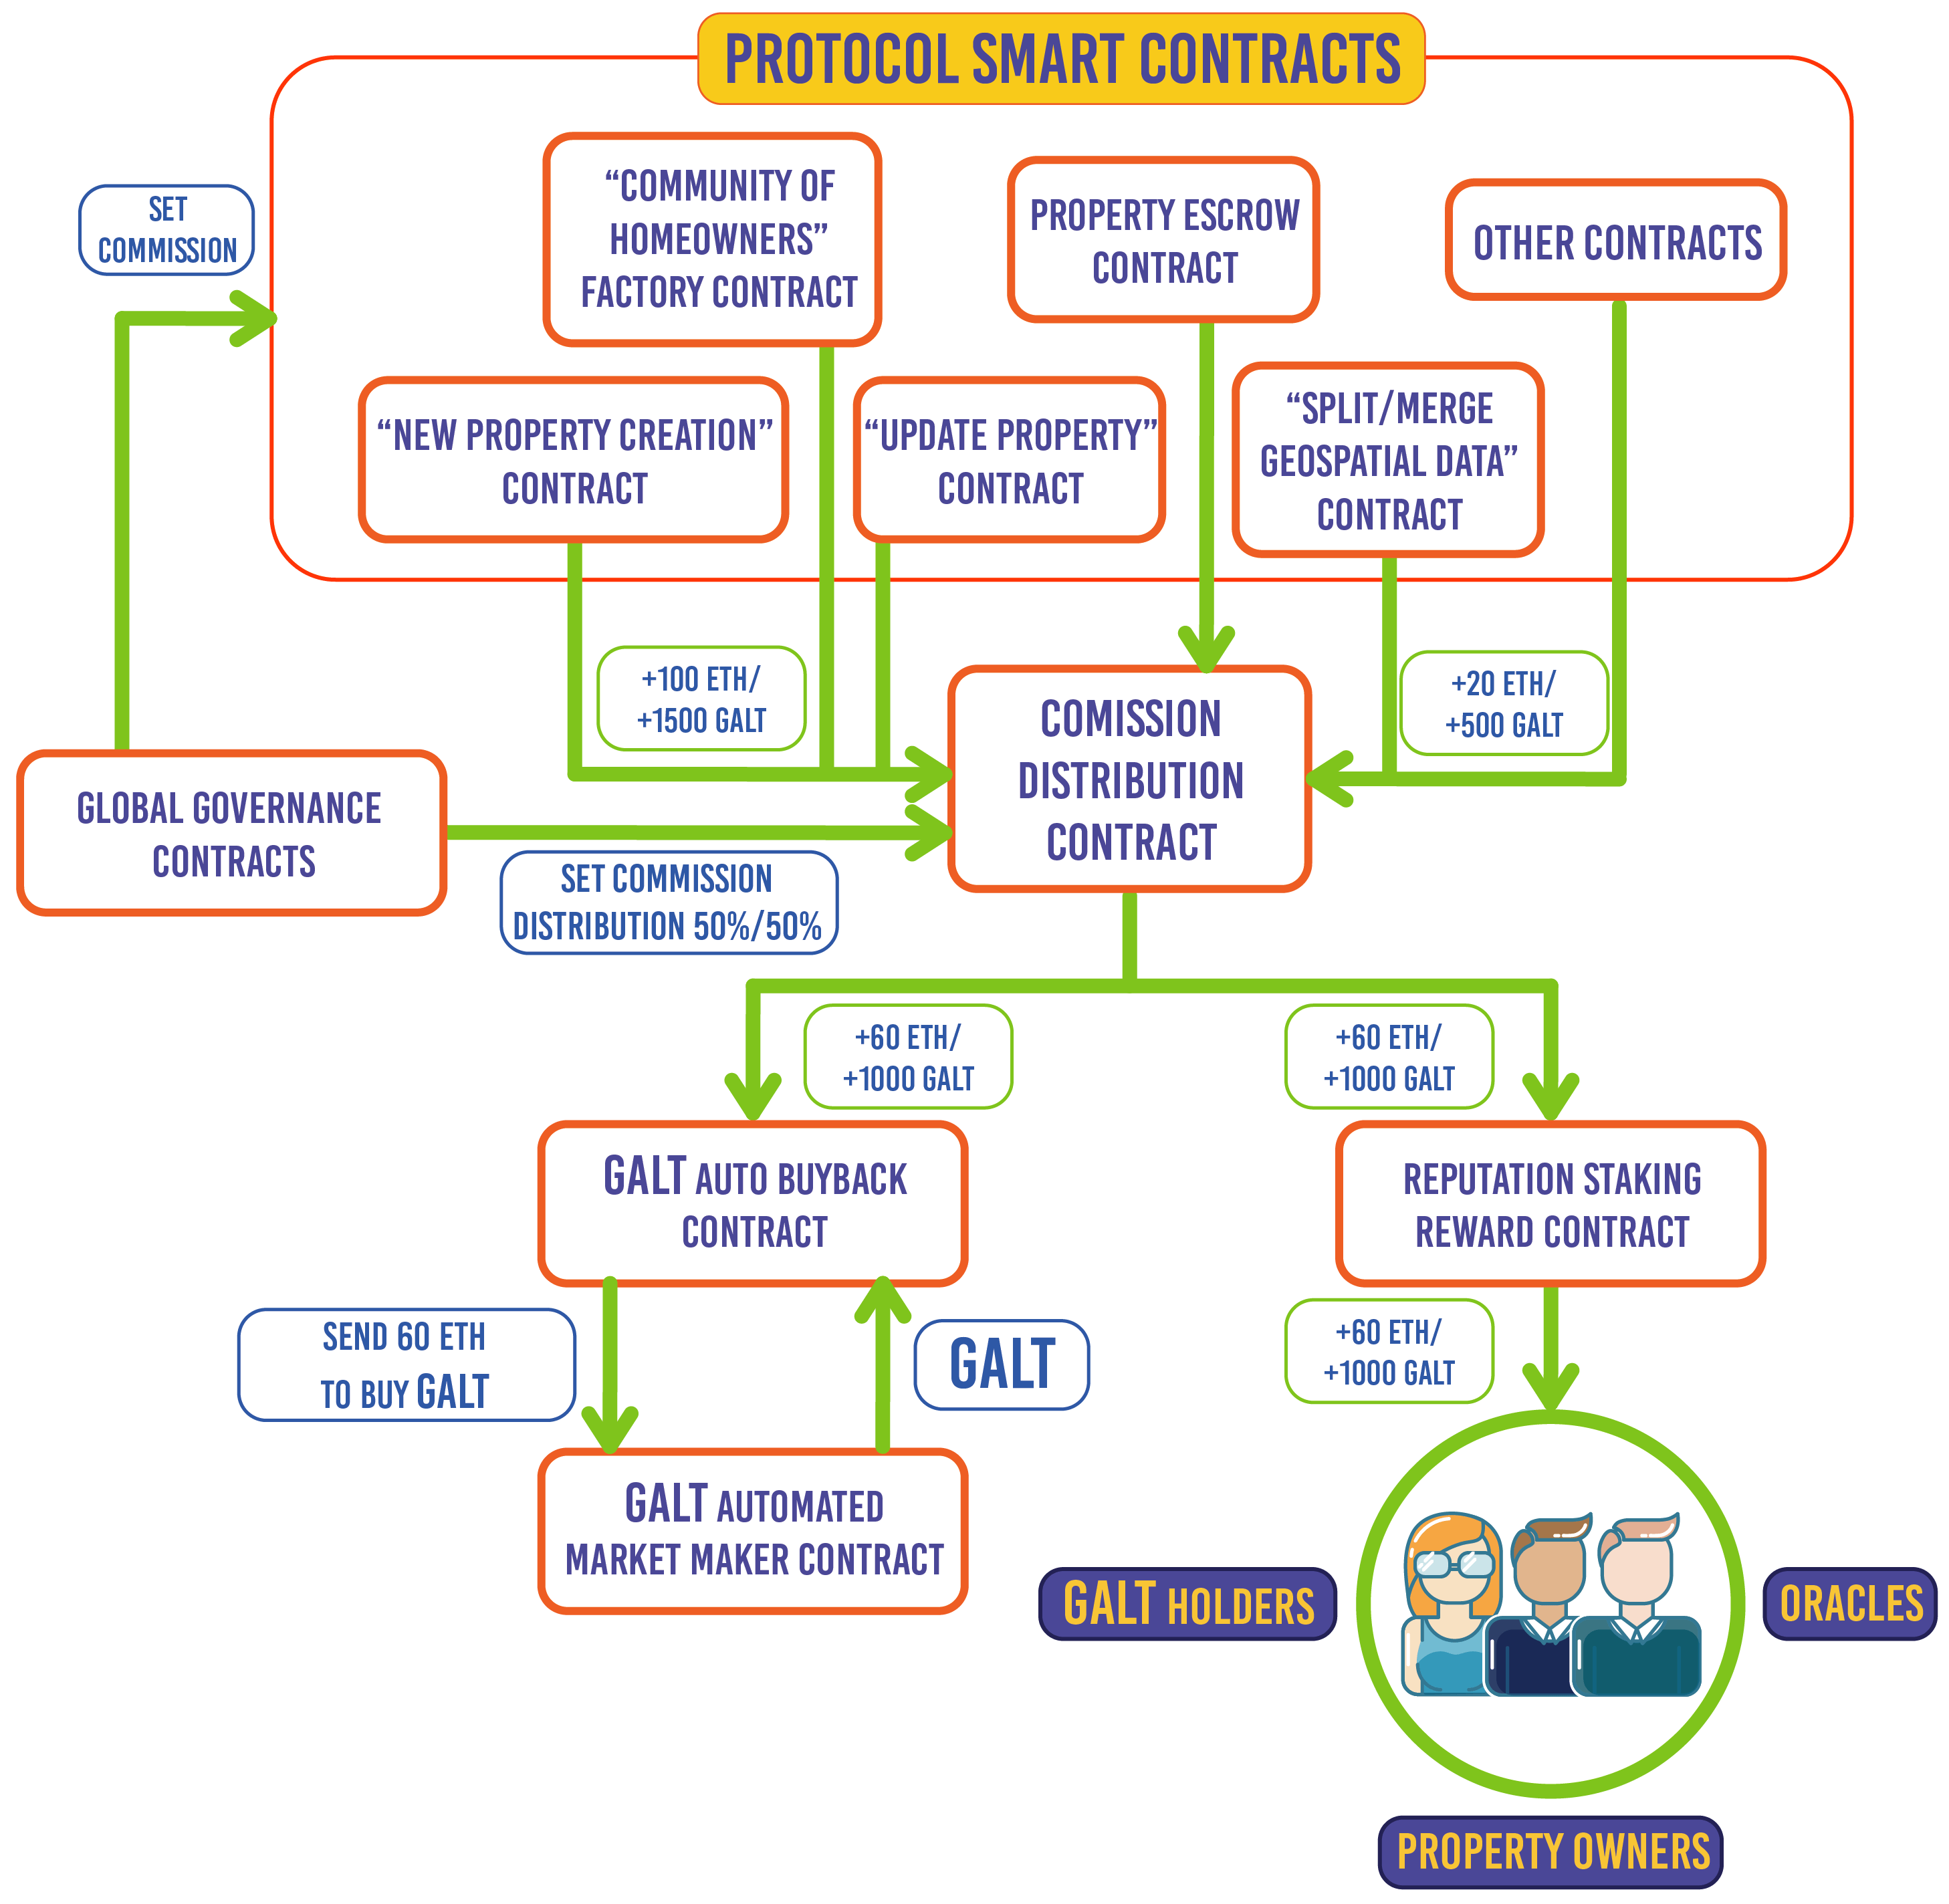 PROTOCOL SMART CONTRACTS
SET
COMMISSION
“COMMUNITY OF
HOMEOWNERS”
FACTORY CONTRACT
PROPERTY ESCROW
CONTRACT
OTHER CONTRACTS
“NEW PROPERTY CREATION”
CONTRACT
“UPDATE PROPERTY”
CONTRACT
“SPLIT/MERGE
GEOSPATIAL DATA”
CONTRACT
+100 ETH/
+1500 GALT
+20 ETH/
+500 GALT
COMISSION
DISTRIBUTION
CONTRACT
GLOBAL GOVERNANCE
CONTRACTS
SET COMMISSION
DISTRIBUTION 50%/50%
+60 ETH/
+1000 GALT
+60 ETH/
+1000 GALT
GALT AUTO BUYBACK
CONTRACT
REPUTATION STAKING
REWARD CONTRACT
SEND 60 ETH
TO BUY GALT
GALT
+60 ETH/
+1000 GALT
GALT AUTOMATED
MARKET MAKER CONTRACT
GALT HOLDERS
ORACLES
PROPERTY OWNERS